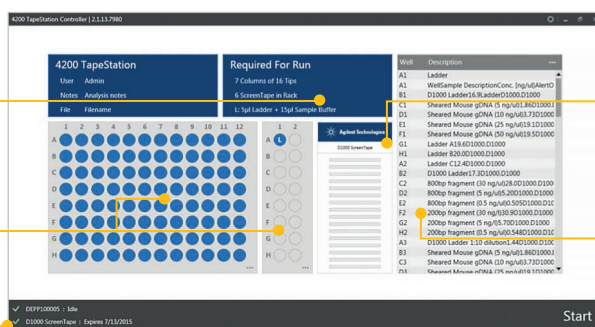 4200 TapeStation Controller | 2.1.13.7980
4200 TapeStation
User Admin
Notes Analysis notes
File Filename
Required For Run
7 Columns of 16 Tips
6 ScreenTape in Rack
1: 5µl Ladder + 15µl Sample Buffer
1 2 3 4 5 6 7 8 9 10 11 12
A
B
C
D
E
F
G
H
...
1 2
A L
B
C
D
E
F
G
H
...
Agilent Technologies
D1000 ScreenTape
Well Description ...
A1 Ladder
A1 WellSample DescriptionConc. [ng/ul]AlertO
B1 D1000 Ladder16.9LadderD1000.D1000
C1 Sheared Mouse gDNA (5 ng/ul)1.86D1000.I
D1 Sheared Mouse gDNA (10 ng/ul)3.73D1000
E1 Sheared Mouse gDNA (25 ng/ul)19.1D1000
F1 Sheared Mouse gDNA (50 ng/ul)19.5D1000
G1 Ladder A19.6D1000.D1000
H1 Ladder B20.0D1000.D1000
A2 Ladder C12.4D1000.D1000
B2 D1000 Ladder17.3D1000.D1000
C2 800bp fragment (30 ng/ul)28.0D1000.D100
D2 800bp fragment (5 ng/ul)5.20D1000.D1000
E2 800bp fragment (0.5 ng/ul)0.505D1000.D1C
F2 200bp fragment (30 ng/l)30.9D1000.D1000
G2 200bp fragment (5 ng/l)5.70D1000.D1000
H2 200bp fragment (0.5 ng/ul)0.548D1000.D1C
A3 D1000 Ladder 1:10 dilution1.44D1000.D10C
B3 Sheared Mouse gDNA (5 ng/ul)1.86D1000.I
C3 Sheared Mouse gDNA (10 ng/ul)3.73D1000
D3 Sheared Mouse gDNA (25 ng/ul)19.1D1000
DEPP100005 : Idle
D1000 ScreenTape : Expires 7/13/2015
Start